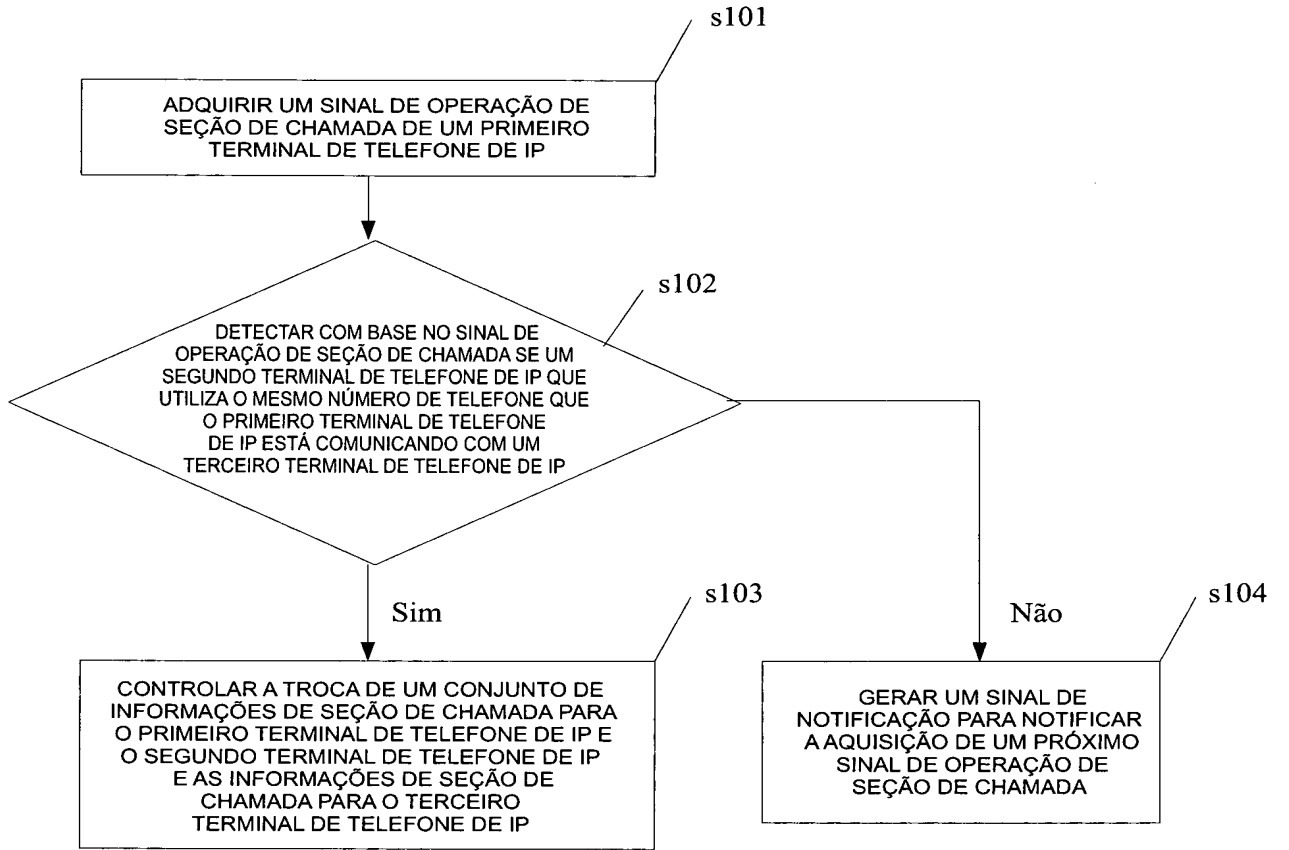 s101
ADQUIRIR UM SINAL DE OPERAÇÃO DE
SEÇÃO DE CHAMADA DE UM PRIMEIRO
TERMINAL DE TELEFONE DE IP
s102
DETECTAR COM BASE NO SINAL DE
OPERAÇÃO DE SEÇÃO DE CHAMADA SE UM
SEGUNDO TERMINAL DE TELEFONE DE IP QUE
UTILIZA O MESMO NÚMERO DE TELEFONE QUE
O PRIMEIRO TERMINAL DE TELEFONE
DE IP ESTÁ COMUNICANDO COM UM
TERCEIRO TERMINAL DE TELEFONE DE IP
Sim
s103
CONTROLAR A TROCA DE UM CONJUNTO DE
INFORMAÇÕES DE SEÇÃO DE CHAMADA PARA
O PRIMEIRO TERMINAL DE TELEFONE DE IP E
O SEGUNDO TERMINAL DE TELEFONE DE IP
E AS INFORMAÇÕES DE SEÇÃO DE
CHAMADA PARA O TERCEIRO
TERMINAL DE TELEFONE DE IP
Não
s104
GERAR UM SINAL DE
NOTIFICAÇÃO PARA NOTIFICAR
A AQUISIÇÃO DE UM PRÓXIMO
SINAL DE OPERAÇÃO DE
SEÇÃO DE CHAMADA